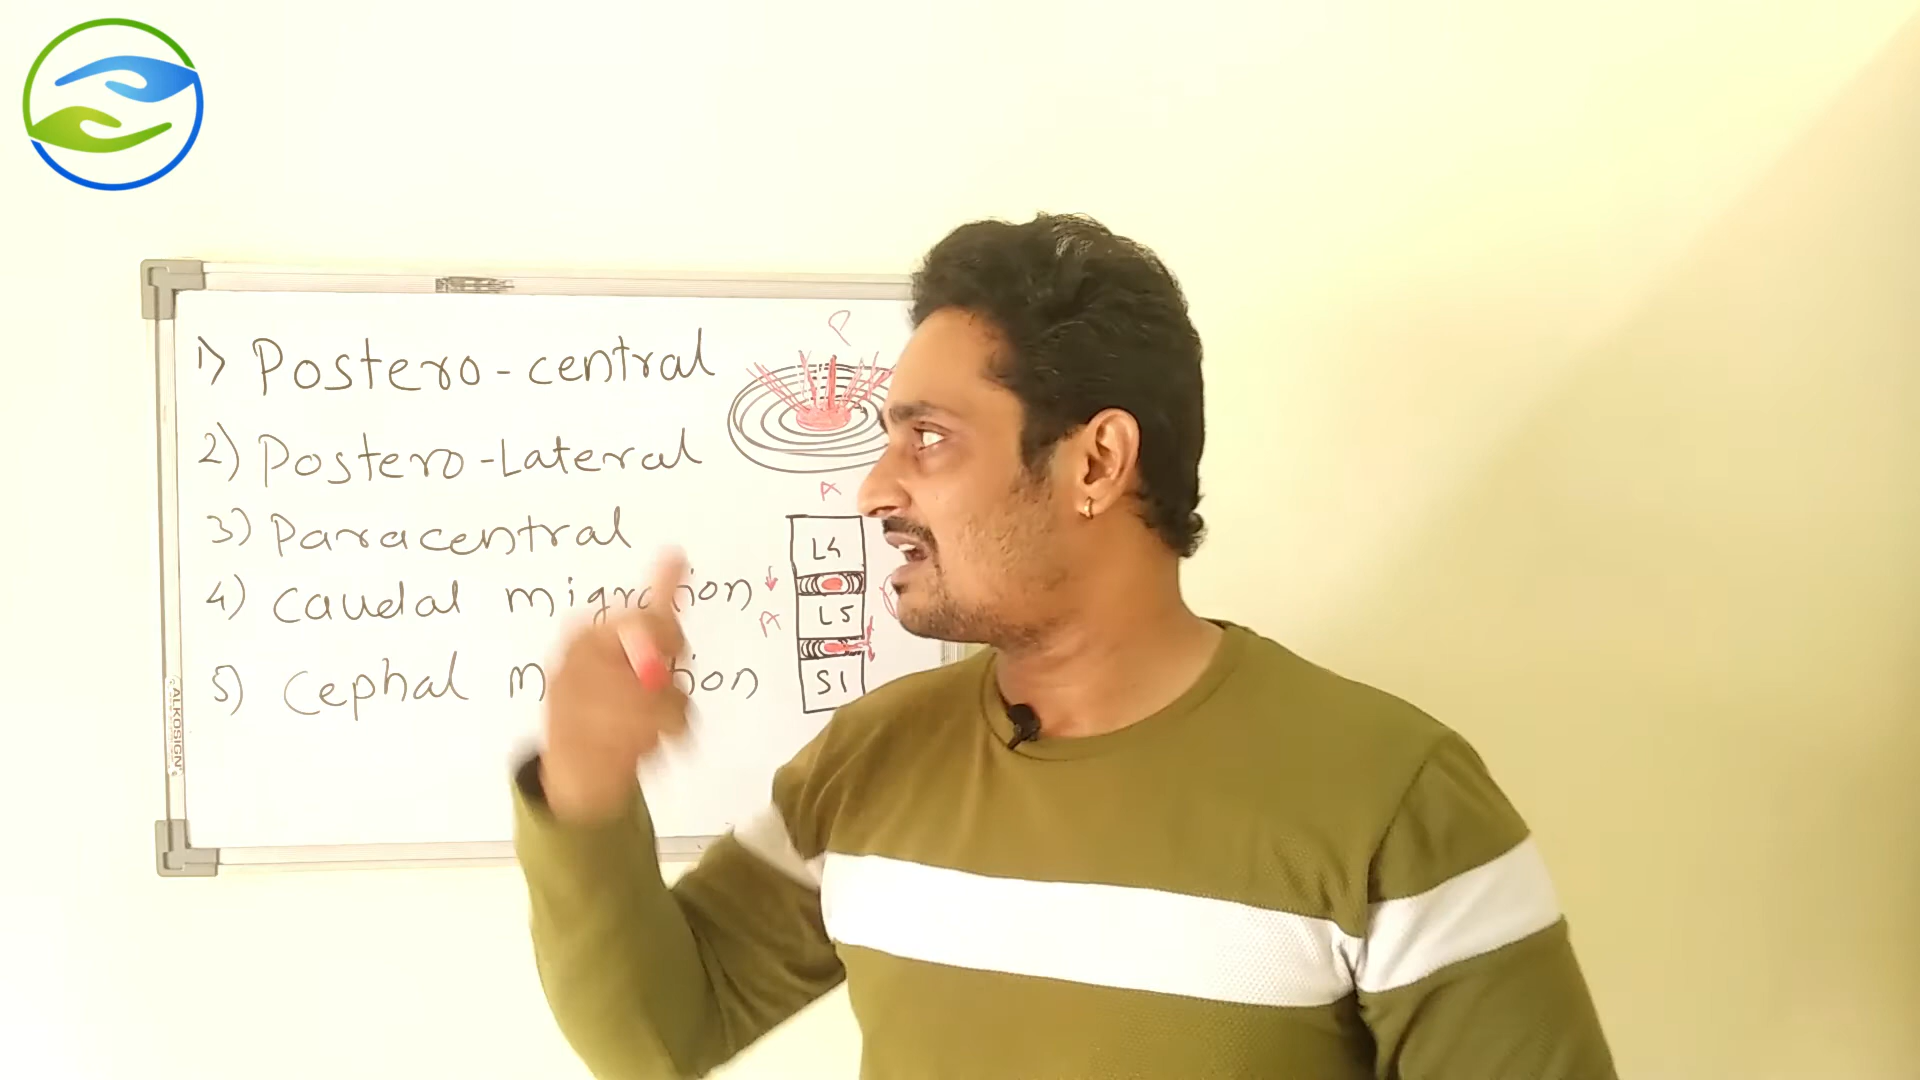 1) Postero-central
P
2) Postero-Lateral
A
3) Paracentral
L4
4) Caudal migration
A
L5
5) Cephal
S1
ALKOSIGN